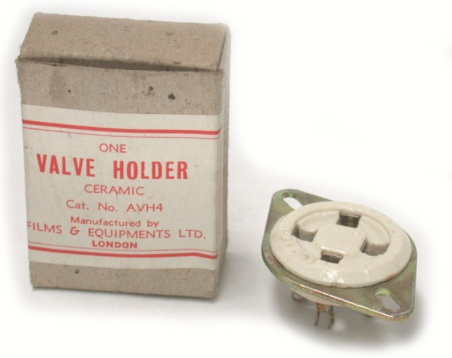 ONE
VALVE HOLDER
CERAMIC
Cat. No. AVH4
Manufactured by
FILMS & EQUIPMENTS LTD.
LONDON